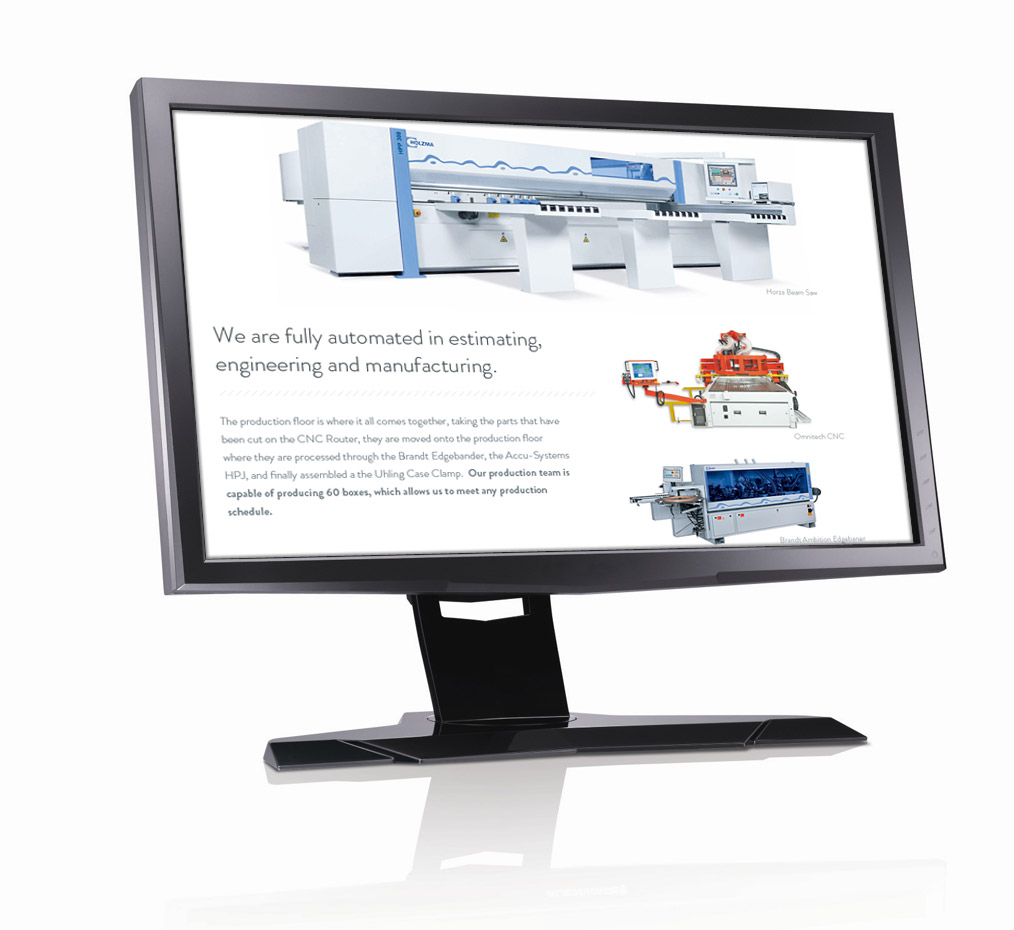 HPP 380
HOLZMA
Horza Beam Saw
We are fully automated in estimating,
engineering and manufacturing.
Omnitech CNC
The production floor is where it all comes together, taking the parts that have
been cut on the CNC Router, they are moved onto the production floor
where they are processed through the Brandt Edgebander, the Accu-Systems
HPJ, and finally assembled a the Uhling Case Clamp. Our production team is
capable of producing 60 boxes, which allows us to meet any production
schedule.
Brandt Ambition Edgebaner